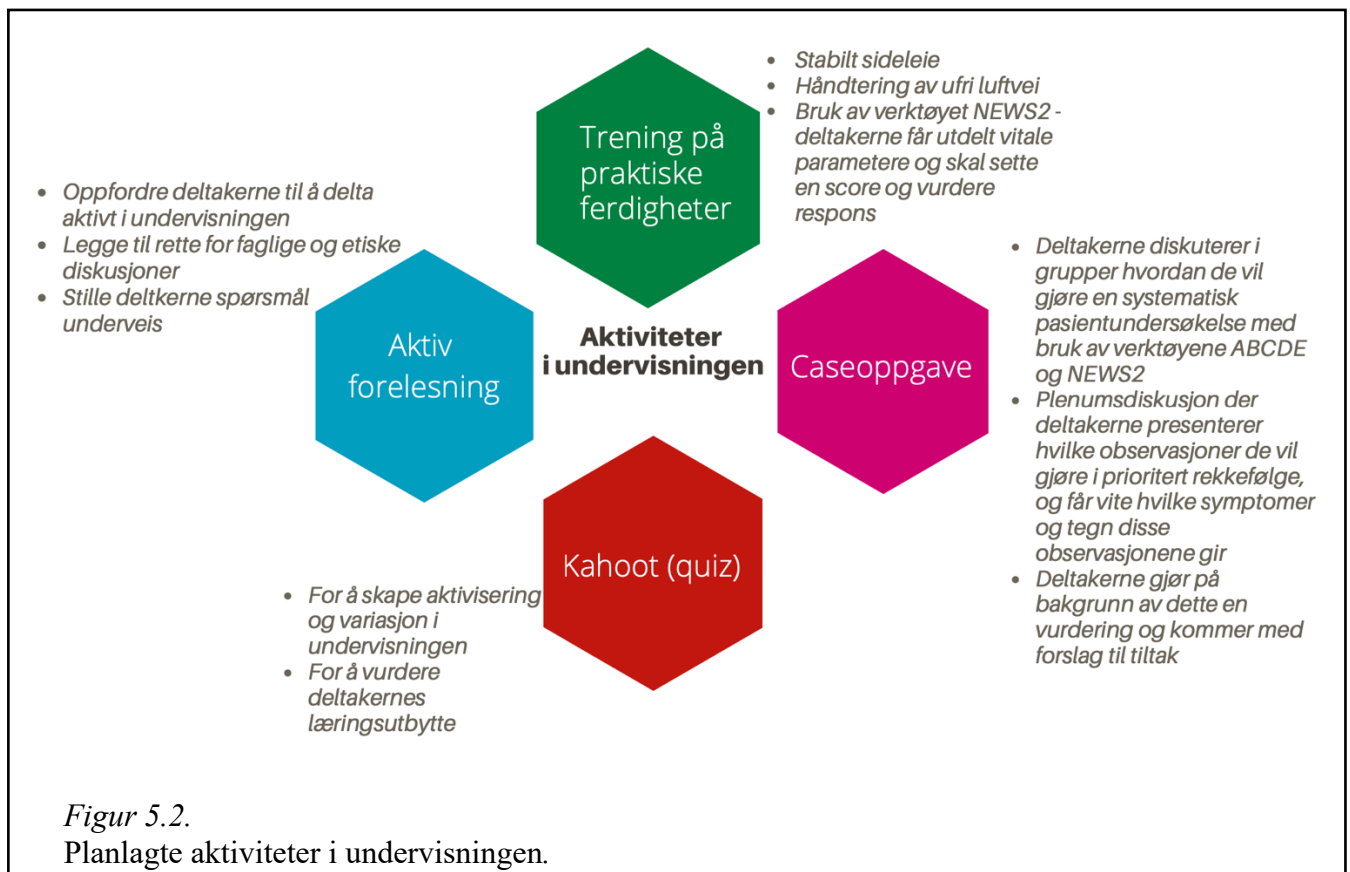 Trening på
praktiske
ferdigheter
• Stabilt sideleie
• Håndtering av ufri luftvei
• Bruk av verktøyet NEWS2 -
deltakerne får utdelt vitale
parametere og skal sette
en score og vurdere
respons
• Oppfordre deltakerne til å delta
aktivt i undervisningen
• Legge til rette for faglige og etiske
diskusjoner
• Stille deltkerne spørsmål
underveis
Aktiv
forelesning
Aktiviteter
i undervisningen
Caseoppgave
• Deltakerne diskuterer i
grupper hvordan de vil
gjøre en systematisk
pasientundersøkelse med
bruk av verktøyene ABCDE
og NEWS2
• Plenumsdiskusjon der
deltakerne presenterer
hvilke observasjoner de vil
gjøre i prioritert rekkefølge,
og får vite hvilke symptomer
og tegn disse
observasjonene gir
• Deltakerne gjør på
bakgrunn av dette en
vurdering og kommer med
forslag til tiltak
Kahoot (quiz)
• For å skape aktivisering
og variasjon i
undervisningen
• For å vurdere
deltakernes
læringsutbytte
Figur 5.2.
Planlagte aktiviteter i undervisningen.